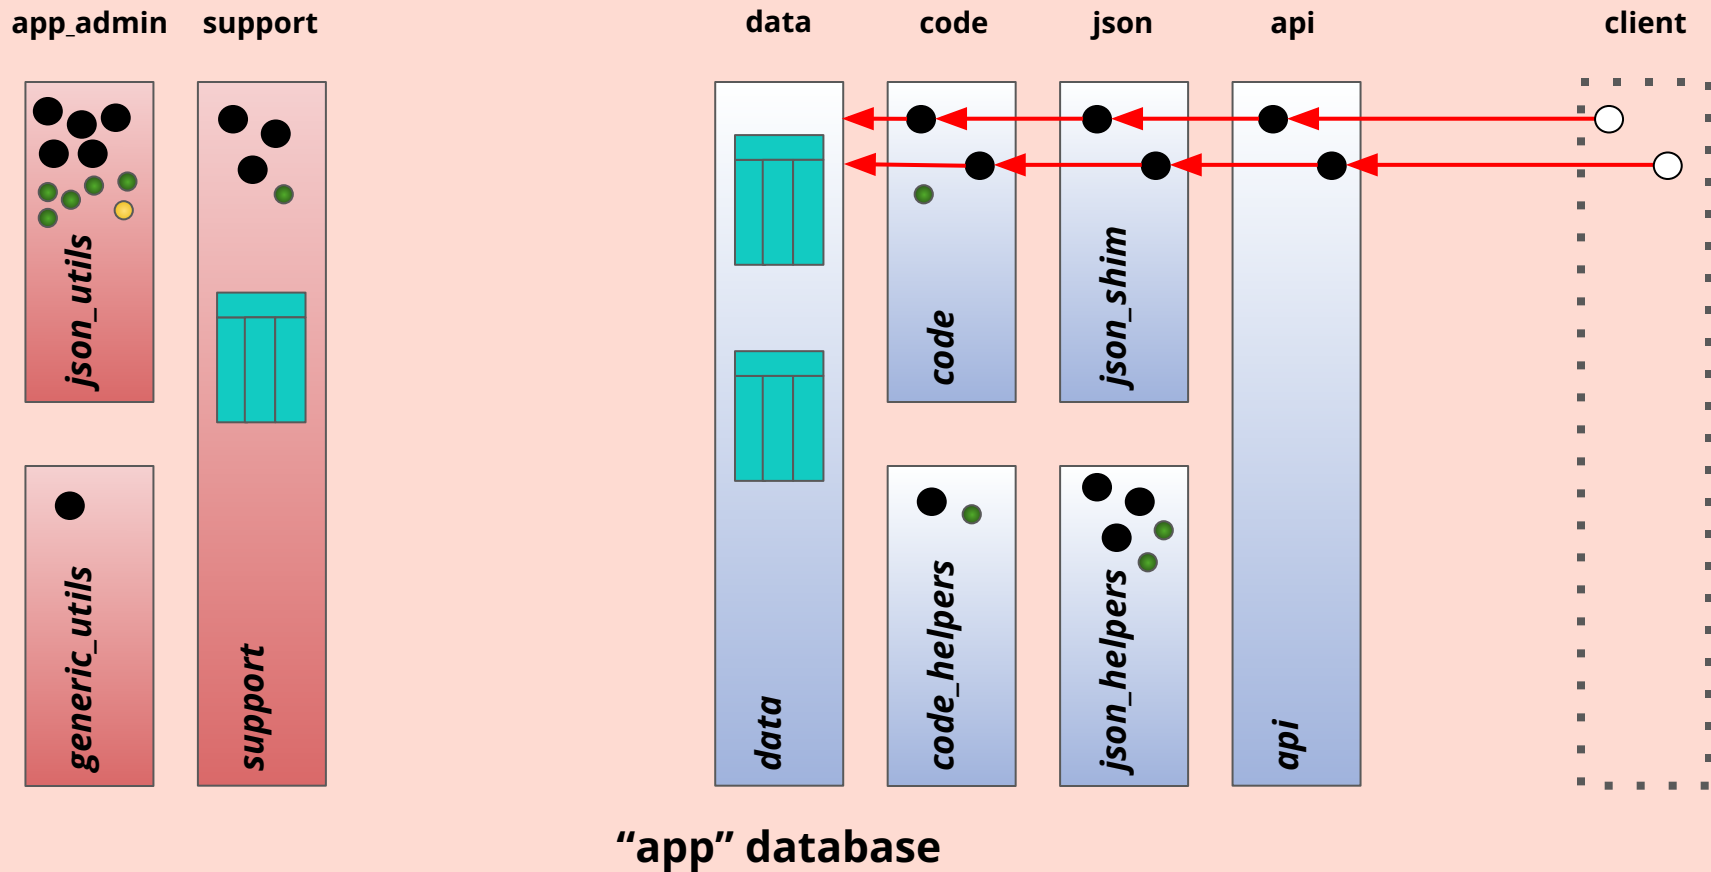 app_admin
support
data
code
json
api
client
json_utils
generic_utils
support
data
code
code_helpers
json_shim
json_helpers
api
“app” database